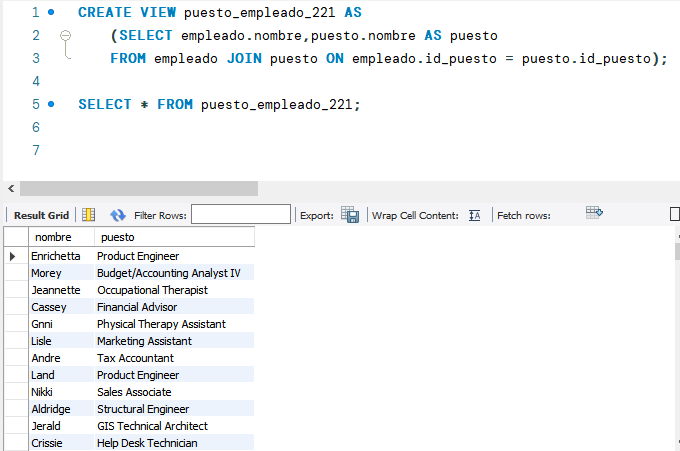 1 CREATE VIEW puesto_empleado_221 AS
2 (SELECT empleado.nombre,puesto.nombre AS puesto
3 FROM empleado JOIN puesto ON empleado.id_puesto = puesto.id_puesto);
4
5 SELECT * FROM puesto_empleado_221;
6
7
Result Grid Filter Rows: Export: Wrap Cell Content: IA Fetch rows:
nombre puesto
Enrichetta Product Engineer
Morey Budget/Accounting Analyst IV
Jeannette Occupational Therapist
Cassey Financial Advisor
Gnni Physical Therapy Assistant
Lisle Marketing Assistant
Andre Tax Accountant
Land Product Engineer
Nikki Sales Associate
Aldridge Structural Engineer
Jerald GIS Technical Architect
Crissie Help Desk Technician